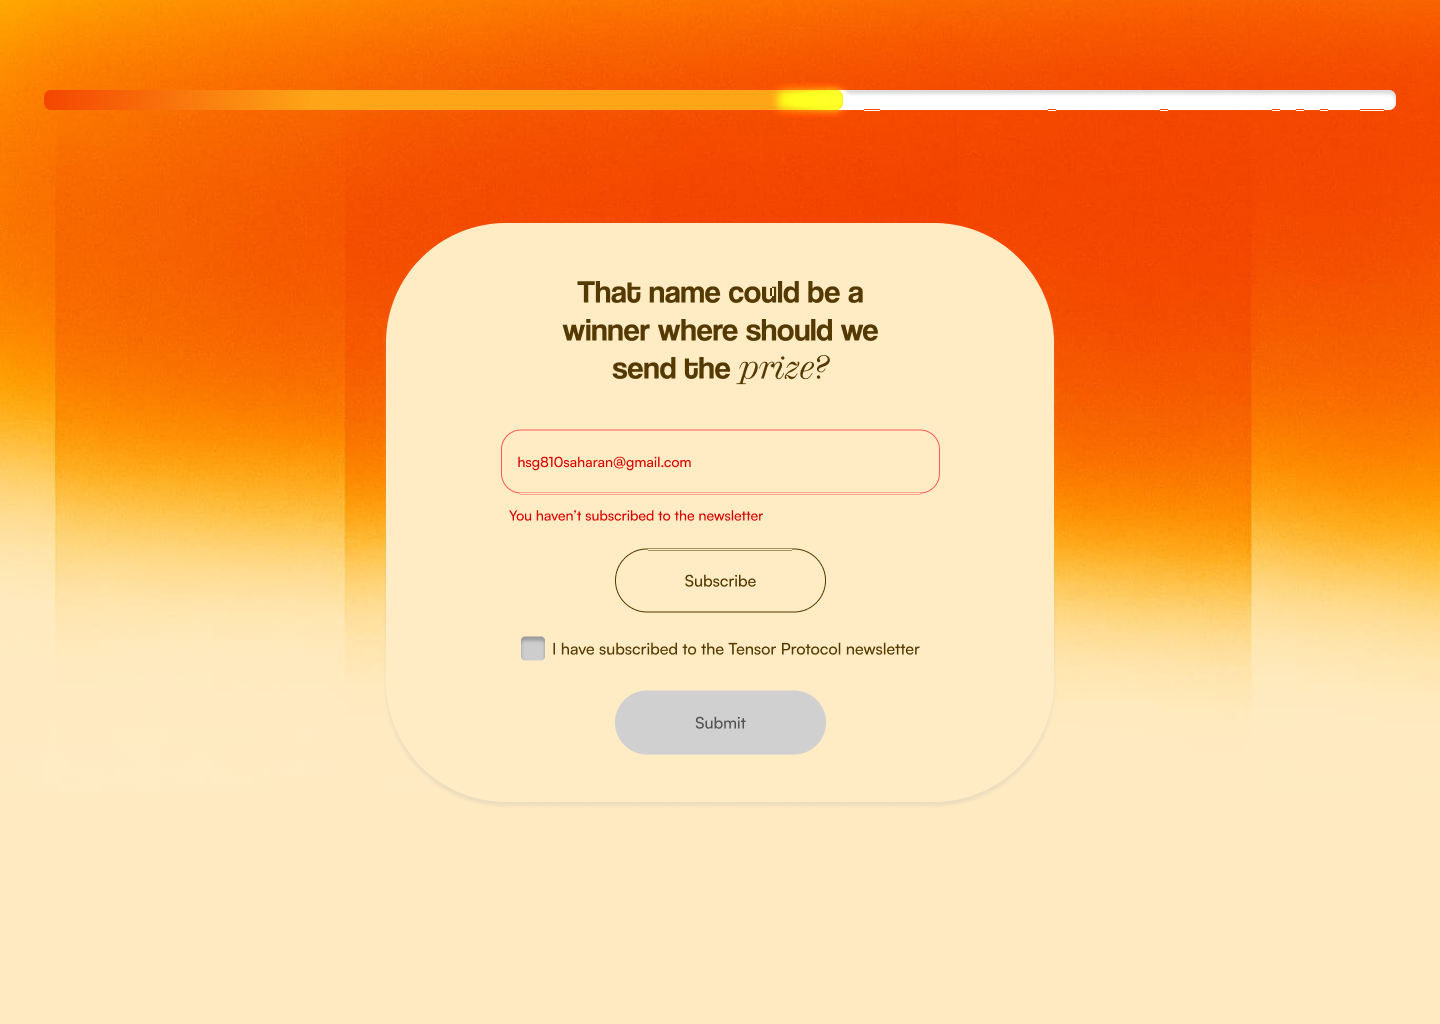 That name could be a
winner where should we
send the prize?
hsg810saharan@gmail.com
You haven’t subscribed to the newsletter
Subscribe
I have subscribed to the Tensor Protocol newsletter
Submit